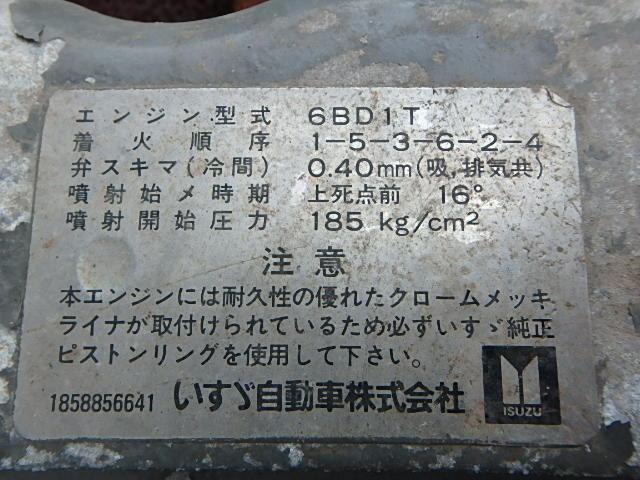 エンジン型式 6BD1T
着火順序 1-5-3-6-2-4
弁スキマ(冷間) 0.40mm(吸,排気共)
噴射始メ時期 上死点前 16°
噴射開始圧力 185 kg/cm²
注意
本エンジンには耐久性の優れたクロームメッキ
ライナが取付けられているため必ずいすゞ純正
ピストンリングを使用して下さい。
1858856641 いすゞ自動車株式会社
ISUZU